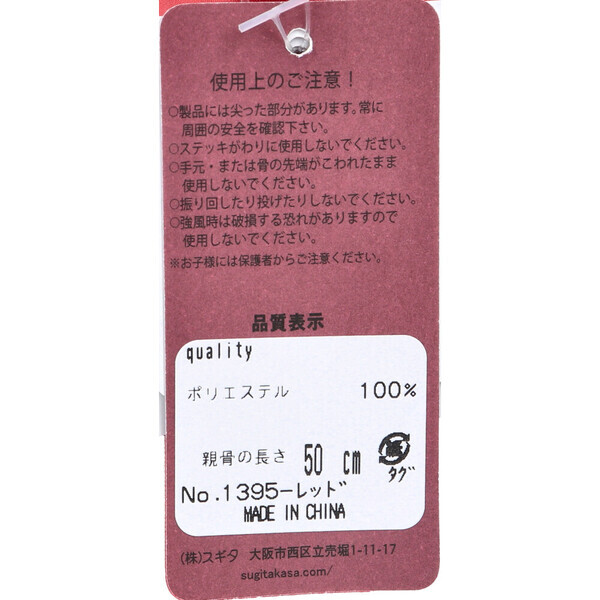 使用上のご注意！
○製品には尖った部分があります。常に
周囲の安全を確認下さい。
○ステッキがわりに使用しないでください。
○手元・または骨の先端がこわれたまま
使用しないでください。
○振り回したり投げたりしないでください。
○強風時は破損する恐れがありますので
使用しないでください。
※お子様には保護者からご注意ください。
品質表示
quality
ポリエステル 100%
親骨の長さ 50 cm 紙 タグ
No.1395-レッド
MADE IN CHINA
(株)スギタ 大阪市西区立売堀1-11-17
sugitakasa.com/